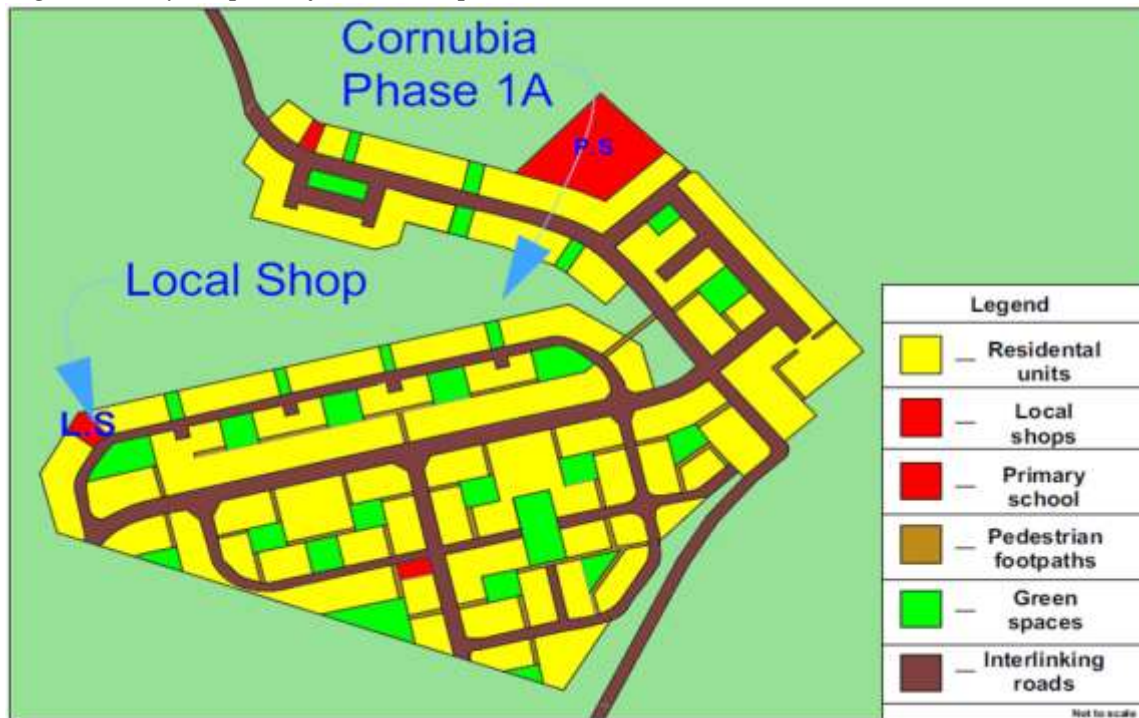 Cornubia
Phase 1A
P.S
Local Shop
L.S
Legend
— Residental
units
— Local
shops
— Primary
school
— Pedestrian
footpaths
— Green
spaces
— Interlinking
roads
Not to scale